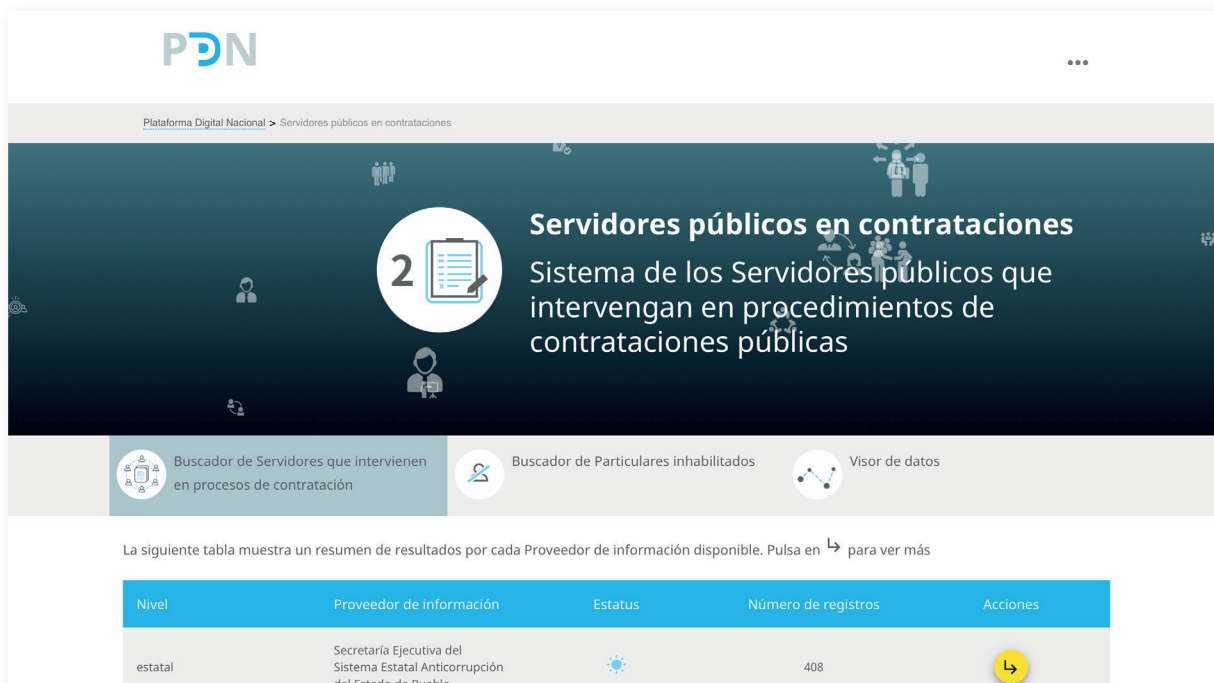 PDN
Plataforma Digital Nacional > Servidores públicos en contrataciones
2
Servidores públicos en contrataciones
Sistema de los Servidores públicos que
intervengan en procedimientos de
contrataciones públicas
Buscador de Servidores que intervienen
en procesos de contratación
Buscador de Particulares inhabilitados
Visor de datos
La siguiente tabla muestra un resumen de resultados por cada Proveedor de información disponible. Pulsa en ↳ para ver más
Nivel Proveedor de información Estatus Número de registros Acciones
Secretaría Ejecutiva del
estatal Sistema Estatal Anticorrupción 408
del Estado de Puebla